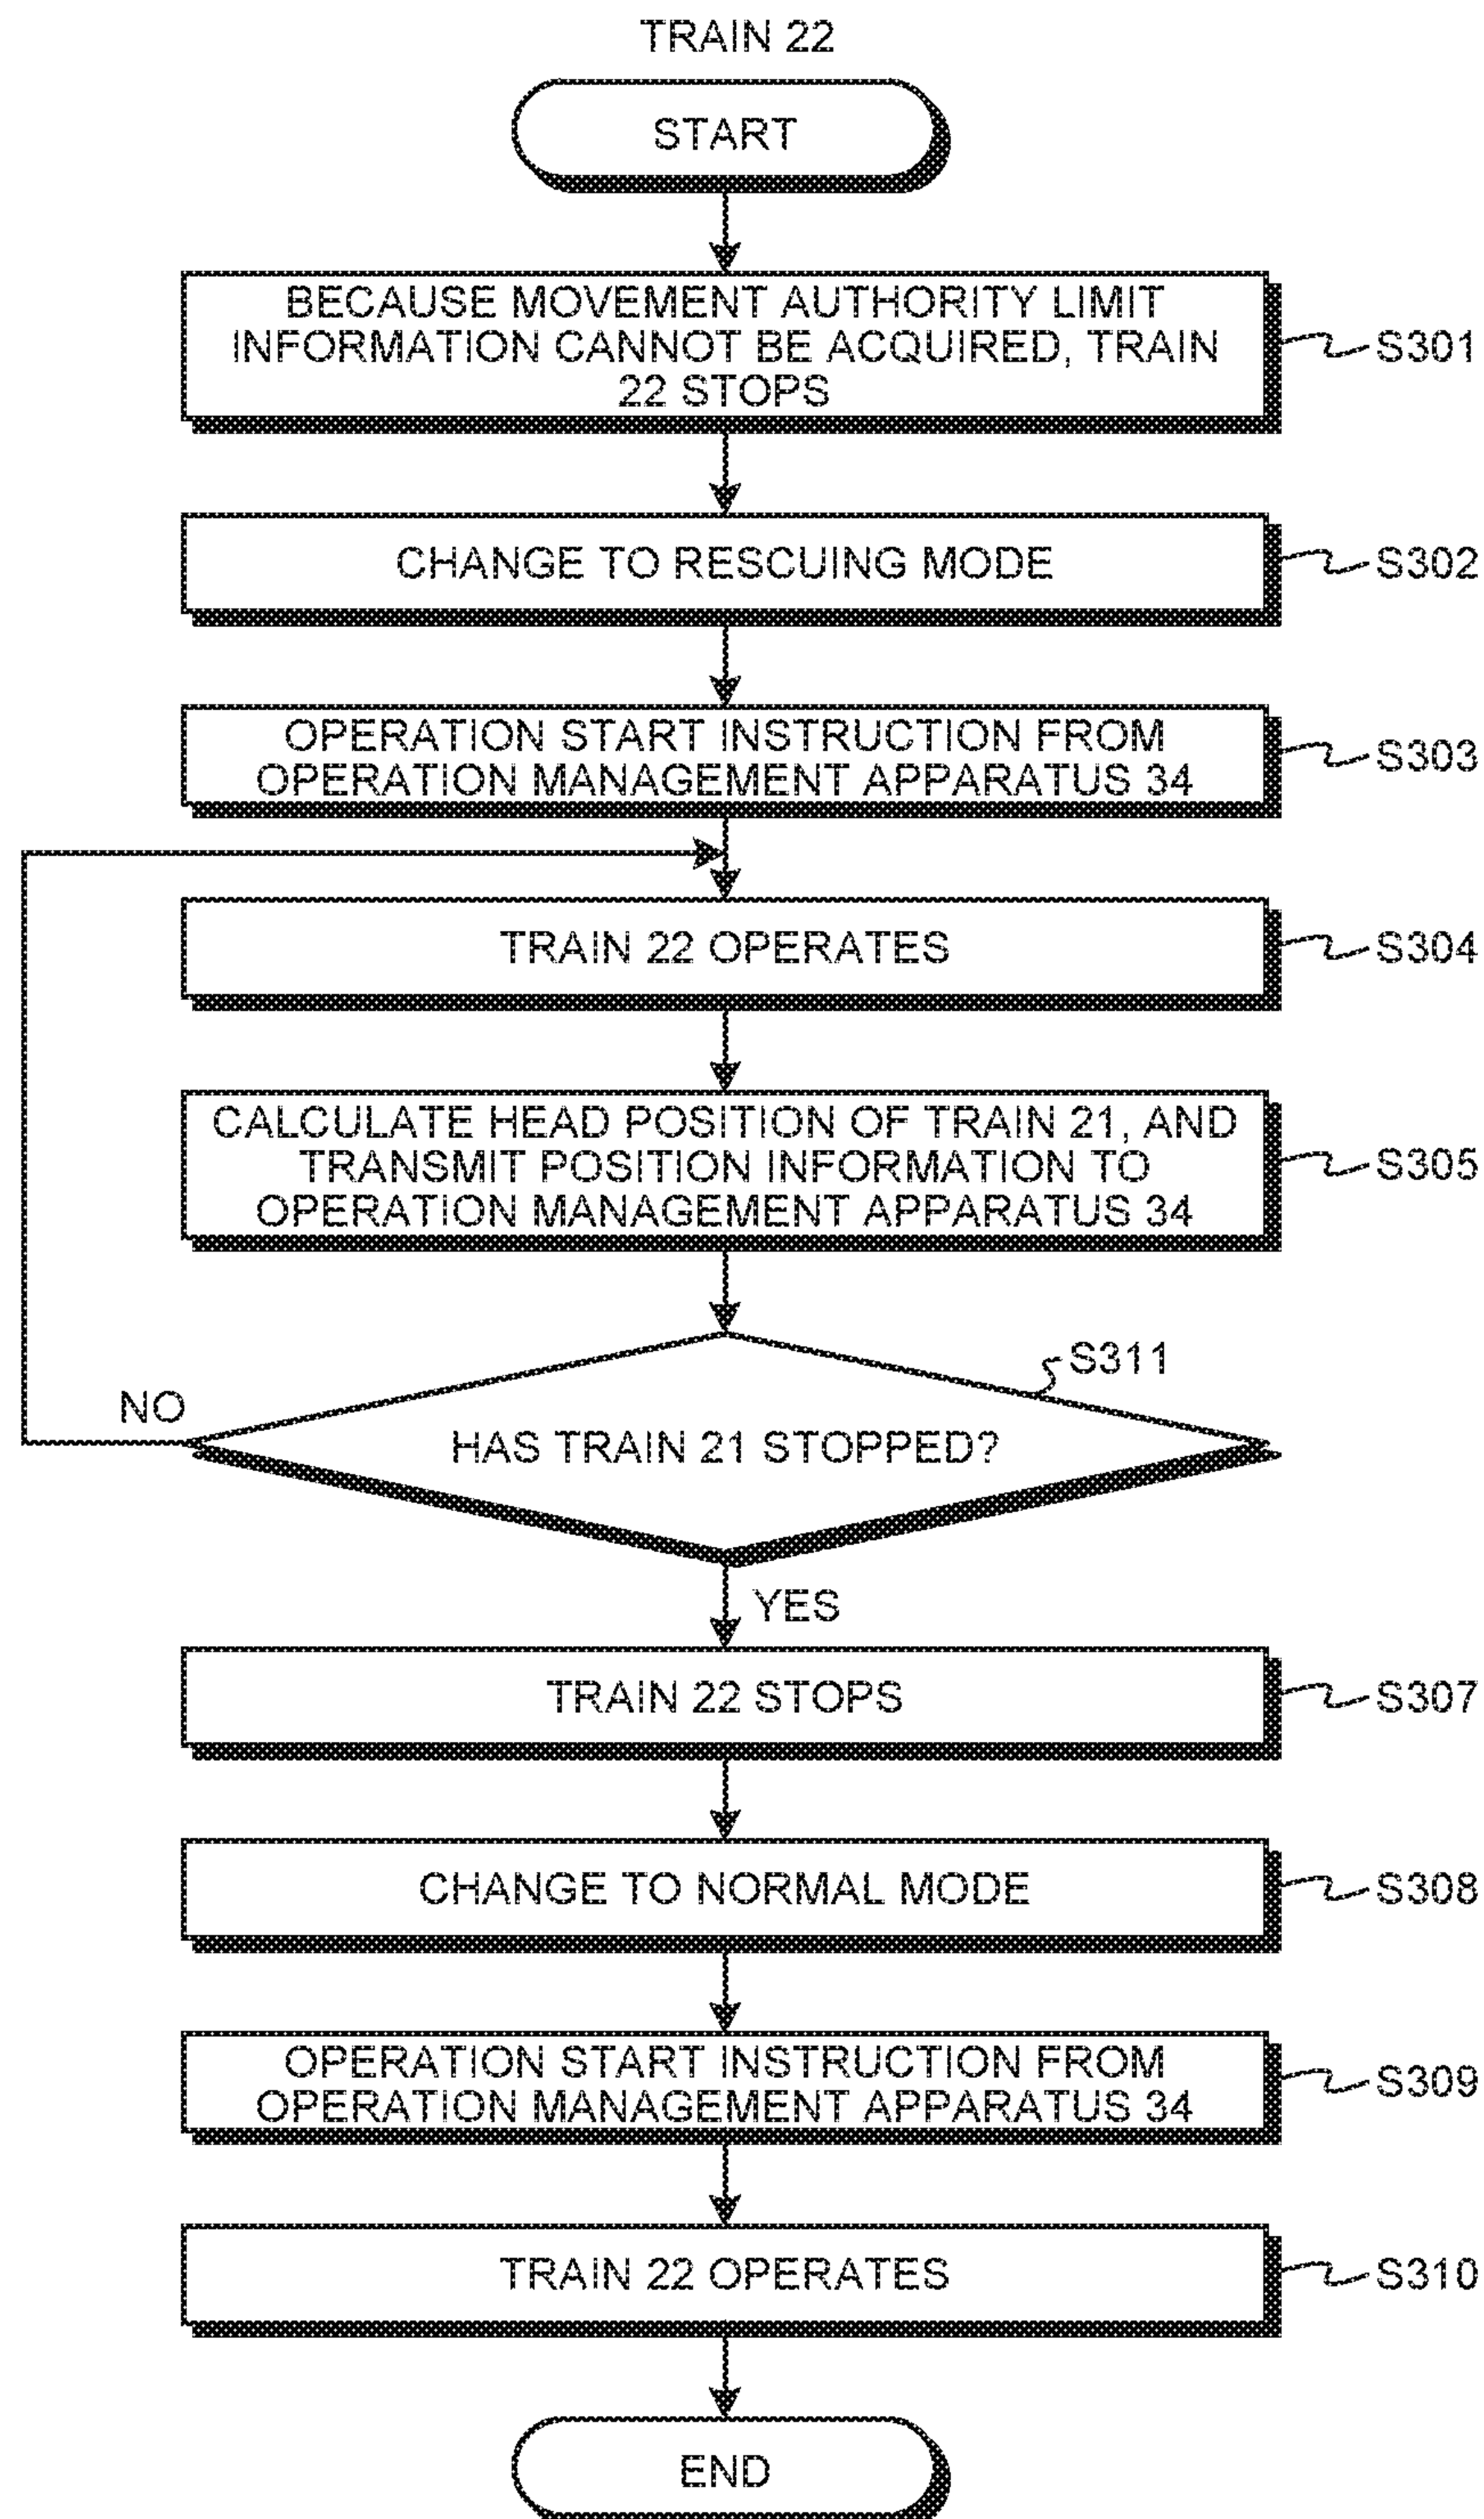 TRAIN 22
START
BECAUSE MOVEMENT AUTHORITY LIMIT
INFORMATION CANNOT BE ACQUIRED, TRAIN
22 STOPS
S301
CHANGE TO RESCUING MODE
S302
OPERATION START INSTRUCTION FROM
OPERATION MANAGEMENT APPARATUS 34
S303
TRAIN 22 OPERATES
S304
CALCULATE HEAD POSITION OF TRAIN 21, AND
TRANSMIT POSITION INFORMATION TO
OPERATION MANAGEMENT APPARATUS 34
S305
S311
NO
HAS TRAIN 21 STOPPED?
YES
TRAIN 22 STOPS
S307
CHANGE TO NORMAL MODE
S308
OPERATION START INSTRUCTION FROM
OPERATION MANAGEMENT APPARATUS 34
S309
TRAIN 22 OPERATES
S310
END